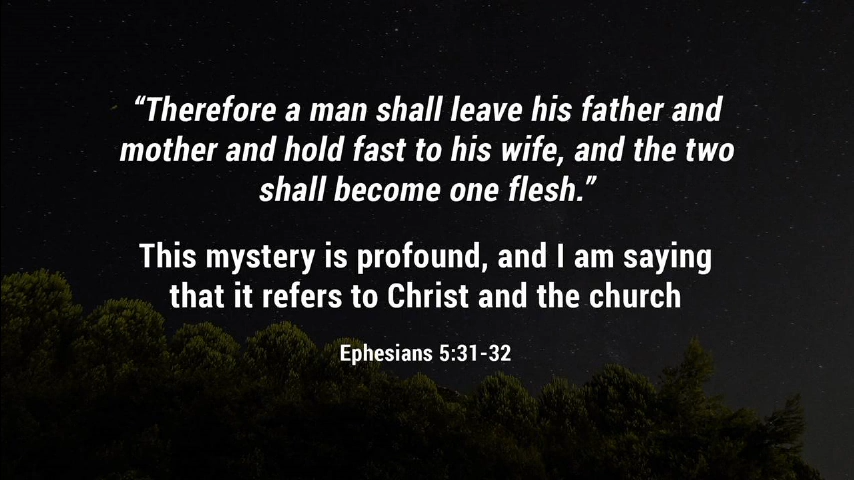 “Therefore a man shall leave his father and
mother and hold fast to his wife, and the two
shall become one flesh.”
This mystery is profound, and I am saying
that it refers to Christ and the church
Ephesians 5:31-32